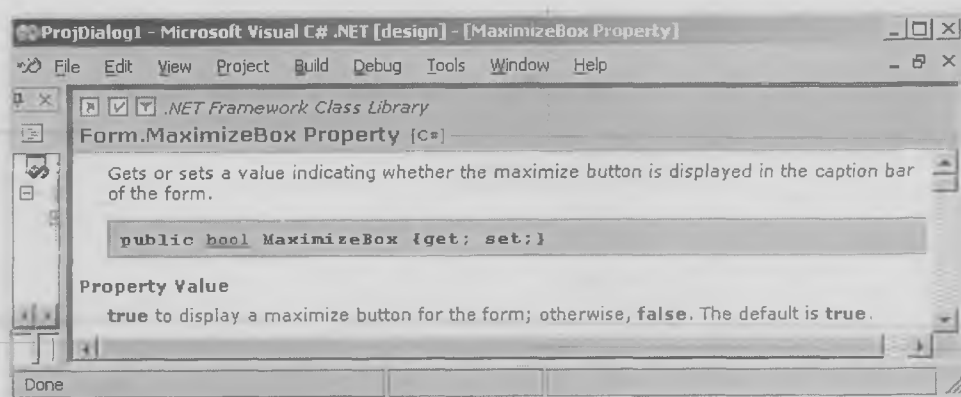 ProjDialog1 - Microsoft Visual C# .NET [design] - [MaximizeBox Property]
File Edit View Project Build Debug Tools Window Help
.NET Framework Class Library
Form.MaximizeBox Property [C#]
Gets or sets a value indicating whether the maximize button is displayed in the caption bar
of the form.
public bool MaximizeBox {get; set;}
Property Value
true to display a maximize button for the form; otherwise, false. The default is true.
Done